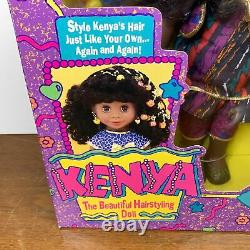 Style Kenya's Hair
Just Like Your Own...
Again and Again!
KENYA
The Beautiful Hairstyling
Doll